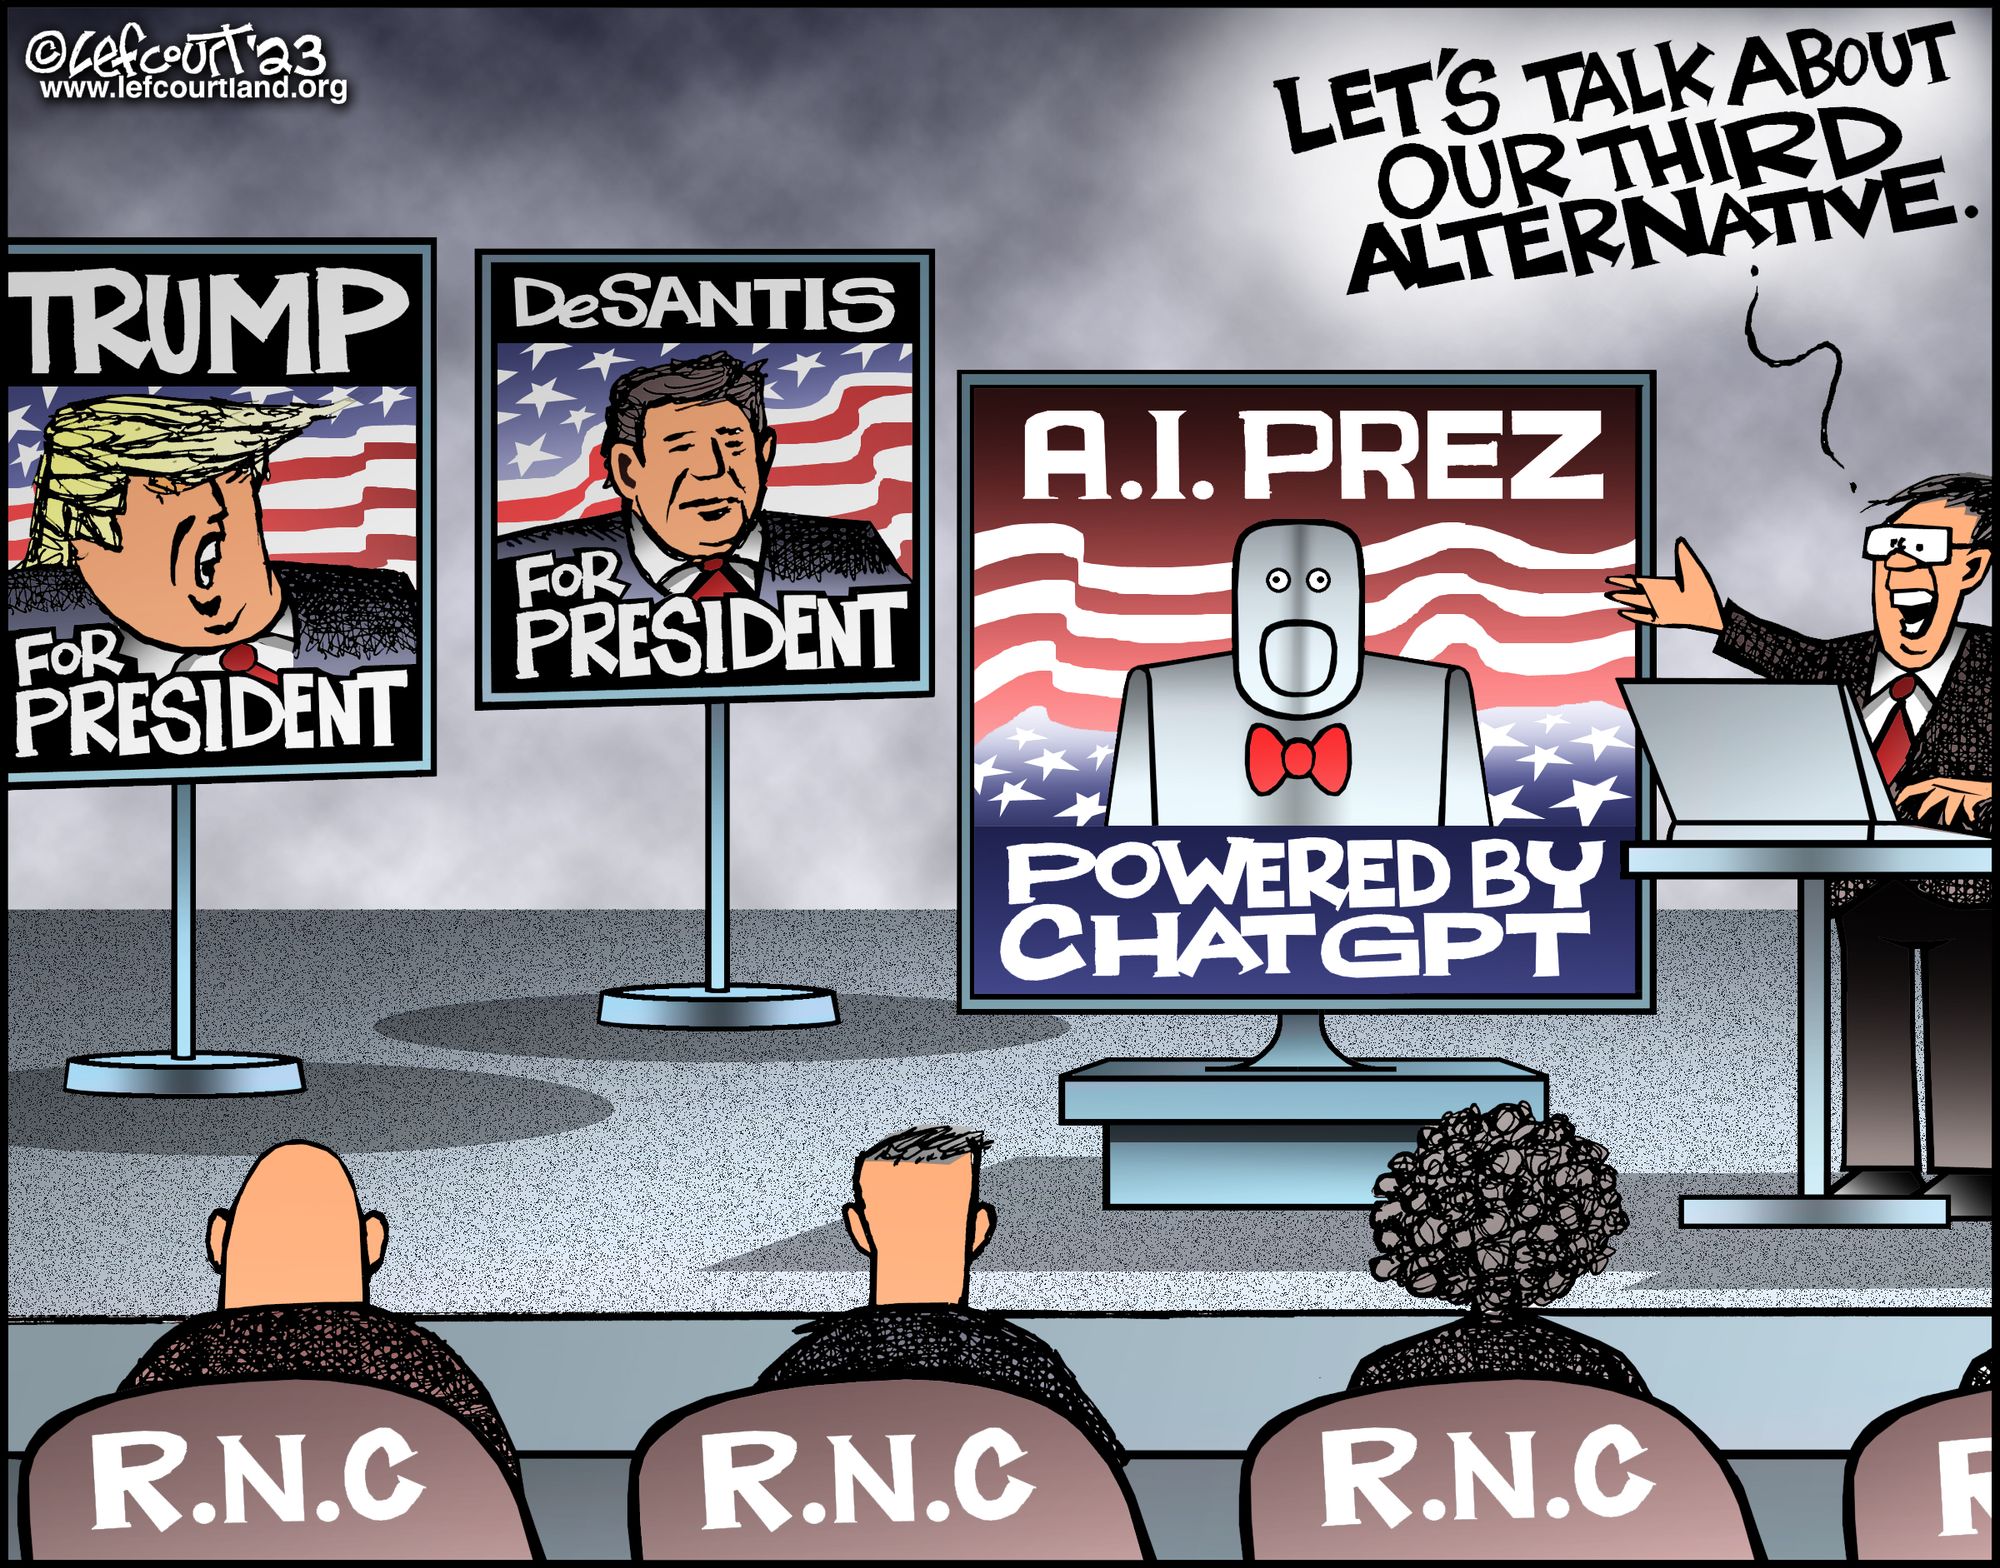 ©Lefcourt '23
www.lefcourtland.org
LET'S TALK ABOUT
OUR THIRD
ALTERNATIVE.
TRUMP
FOR
PRESIDENT
DeSANTIS
FOR
PRESIDENT
A.I. PREZ
POWERED BY
CHATGPT
R.N.C
R.N.C
R.N.C
R